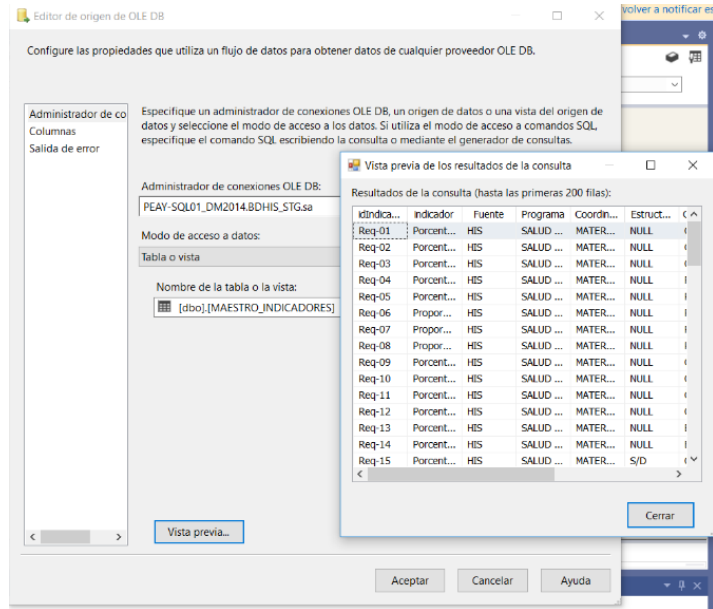 Editor de origen de OLE DB
volver a notificar es
Configure las propiedades que utiliza un flujo de datos para obtener datos de cualquier proveedor OLE DB.
Administrador de co
Columnas
Salida de error
Especifique un administrador de conexiones OLE DB, un origen de datos o una vista del origen de
datos y seleccione el modo de acceso a los datos. Si utiliza el modo de acceso a comandos SQL,
especifique el comando SQL escribiendo la consulta o mediante el generador de consultas.
Administrador de conexiones OLE DB:
PEAY-SQL01_DM2014.BDHIS_STG.sa
Modo de acceso a datos:
Tabla o vista
Nombre de la tabla o la vista:
[dbo].[MAESTRO_INDICADORES]
Vista previa...
Aceptar Cancelar Ayuda
Vista previa de los resultados de la consulta
Resultados de la consulta (hasta las primeras 200 filas):
idIndica... Indicador Fuente Programa Coordin... Estruct...
Req-01 Porcent... HIS SALUD ... MATER... NULL
Req-02 Porcent... HIS SALUD ... MATER... NULL
Req-03 Porcent... HIS SALUD ... MATER... NULL
Req-04 Porcent... HIS SALUD ... MATER... NULL
Req-05 Porcent... HIS SALUD ... MATER... NULL
Req-06 Propor... HIS SALUD ... MATER... NULL
Req-07 Propor... HIS SALUD ... MATER... NULL
Req-08 Propor... HIS SALUD ... MATER... NULL
Req-09 Porcent... HIS SALUD ... MATER... NULL
Req-10 Porcent... HIS SALUD ... MATER... NULL
Req-11 Porcent... HIS SALUD ... MATER... NULL
Req-12 Porcent... HIS SALUD ... MATER... NULL
Req-13 Porcent... HIS SALUD ... MATER... NULL
Req-14 Porcent... HIS SALUD ... MATER... NULL
Req-15 Porcent... HIS SALUD ... MATER... S/D
Cerrar